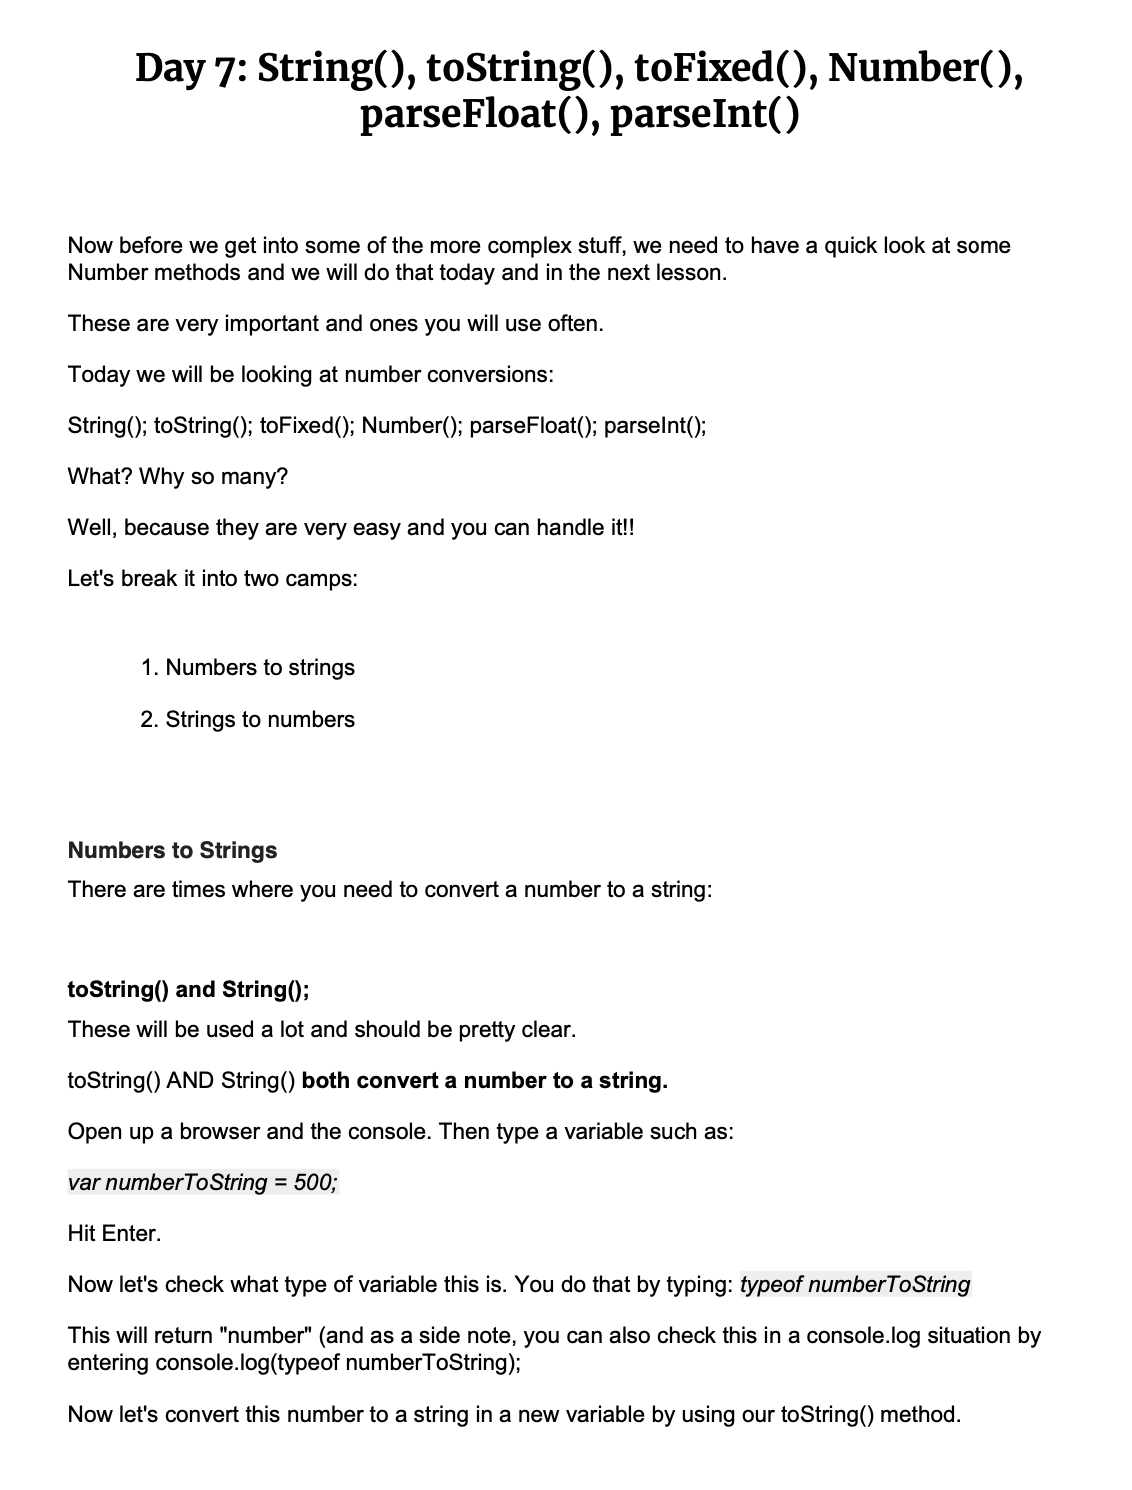 Day 7: String(), toString(), toFixed(), Number(),
parseFloat(), parseInt()
Now before we get into some of the more complex stuff, we need to have a quick look at some
Number methods and we will do that today and in the next lesson.
These are very important and ones you will use often.
Today we will be looking at number conversions:
String(); toString(); toFixed(); Number(); parseFloat(); parseInt();
What? Why so many?
Well, because they are very easy and you can handle it!!
Let's break it into two camps:
1. Numbers to strings
2. Strings to numbers
Numbers to Strings
There are times where you need to convert a number to a string:
toString() and String();
These will be used a lot and should be pretty clear.
toString() AND String() both convert a number to a string.
Open up a browser and the console. Then type a variable such as:
var numberToString = 500;
Hit Enter.
Now let's check what type of variable this is. You do that by typing: typeof numberToString
This will return "number" (and as a side note, you can also check this in a console.log situation by
entering console.log(typeof numberToString);
Now let's convert this number to a string in a new variable by using our toString() method.